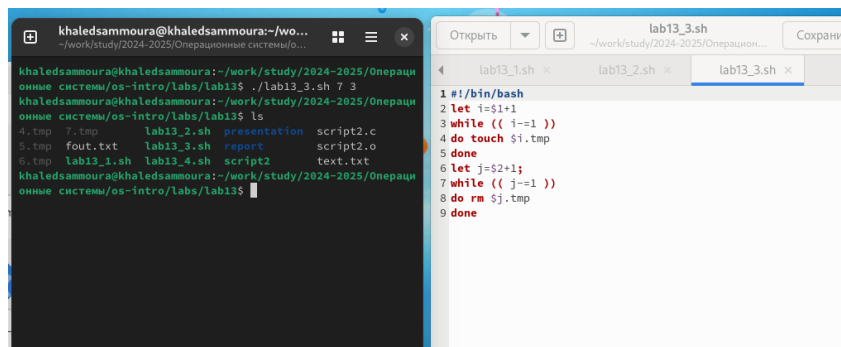 khaledsammoura@khaledsammoura:~/wo...
~/work/study/2024-2025/Операционные системы/о...
khaledsammoura@khaledsammoura:~/work/study/2024-2025/Операци
онные системы/os-intro/labs/lab13$ ./lab13_3.sh 7 3
khaledsammoura@khaledsammoura:~/work/study/2024-2025/Операци
онные системы/os-intro/labs/lab13$ ls
4.tmp 7.tmp lab13_2.sh presentation script2.c
5.tmp fout.txt lab13_3.sh report script2.o
6.tmp lab13_1.sh lab13_4.sh script2 text.txt
khaledsammoura@khaledsammoura:~/work/study/2024-2025/Операци
онные системы/os-intro/labs/lab13$
Открыть
lab13_3.sh
~/work/study/2024-2025/Операцион...
Сохрани
lab13_1.sh
lab13_2.sh
lab13_3.sh
1 #!/bin/bash
2 let i=$1+1
3 while (( i-=1 ))
4 do touch $i.tmp
5 done
6 let j=$2+1;
7 while (( j-=1 ))
8 do rm $j.tmp
9 done